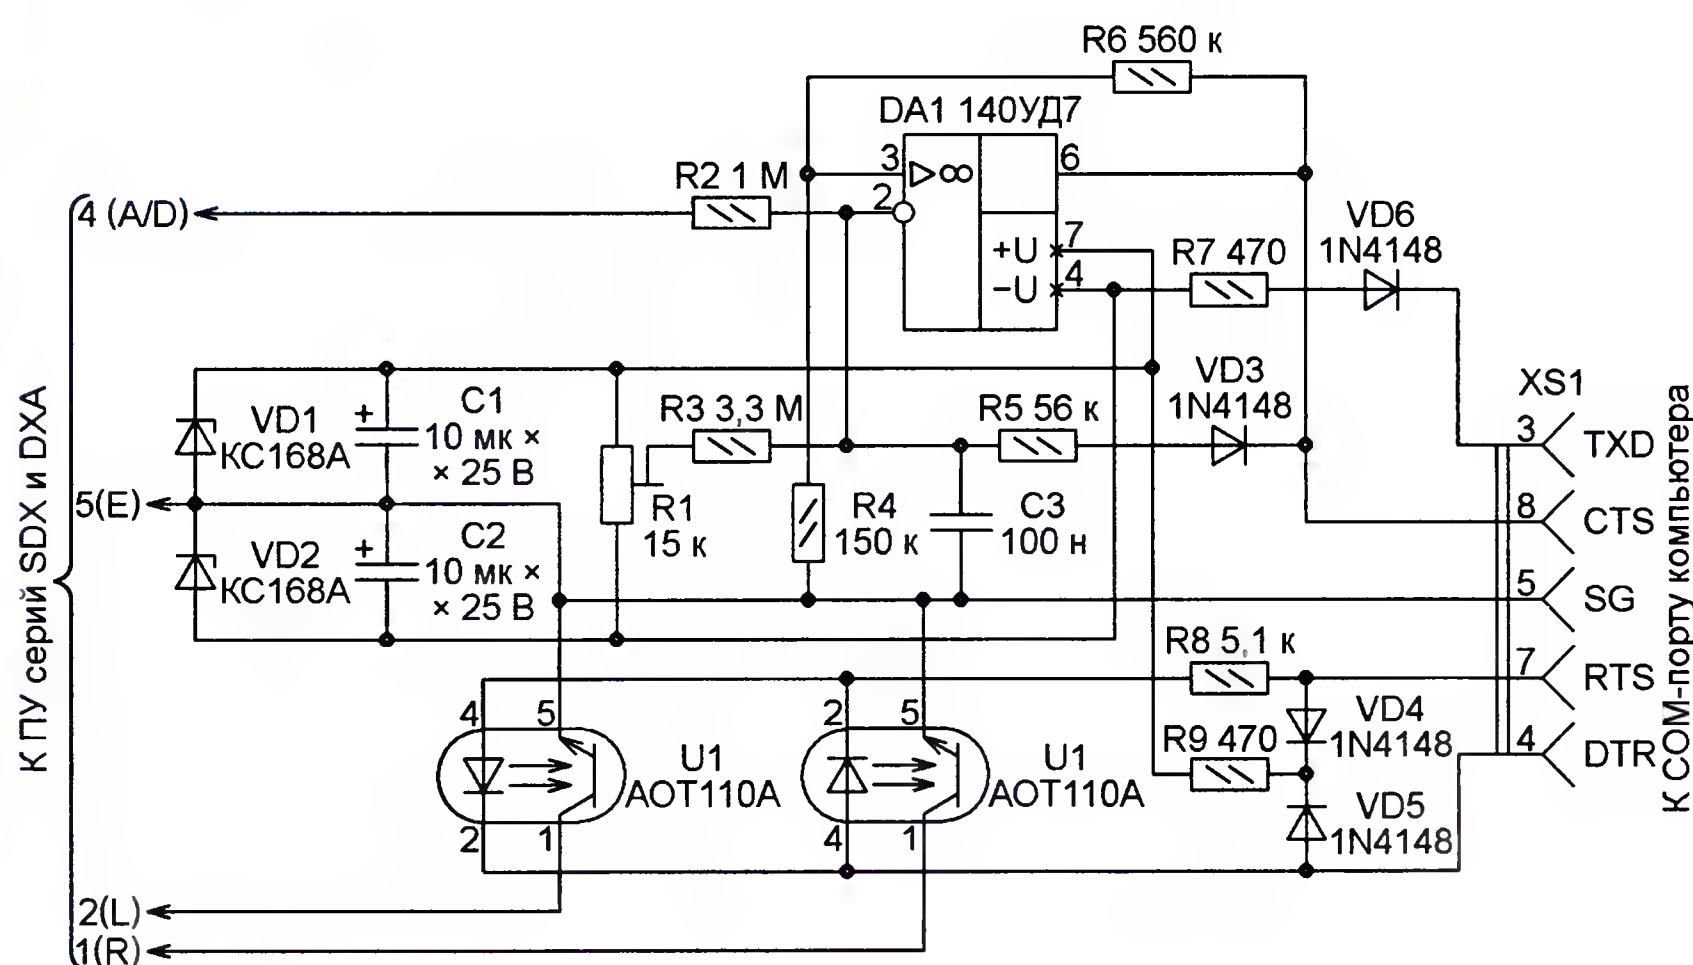 R6 560 к
DA1 140УД7
3
6
▷∞
R2 1 М
2
4 (A/D)
VD6
1N4148
+U
7
R7 470
−U
4
VD3
1N4148
XS1
VD1
КС168А
+
C1
10 мк ×
× 25 В
R3 3,3 М
R5 56 к
3
TXD
5(E)
R1
15 к
R4
150 к
C3
100 н
8
CTS
VD2
КС168А
+
C2
10 мк ×
× 25 В
5
SG
R8 5,1 к
7
RTS
4
5
2
5
VD4
1N4148
R9 470
4
DTR
U1
АОТ110А
U1
АОТ110А
VD5
1N4148
2
1
4
1
2(L)
1(R)
К ПУ серий SDX и DXA
К COM-порту компьютера